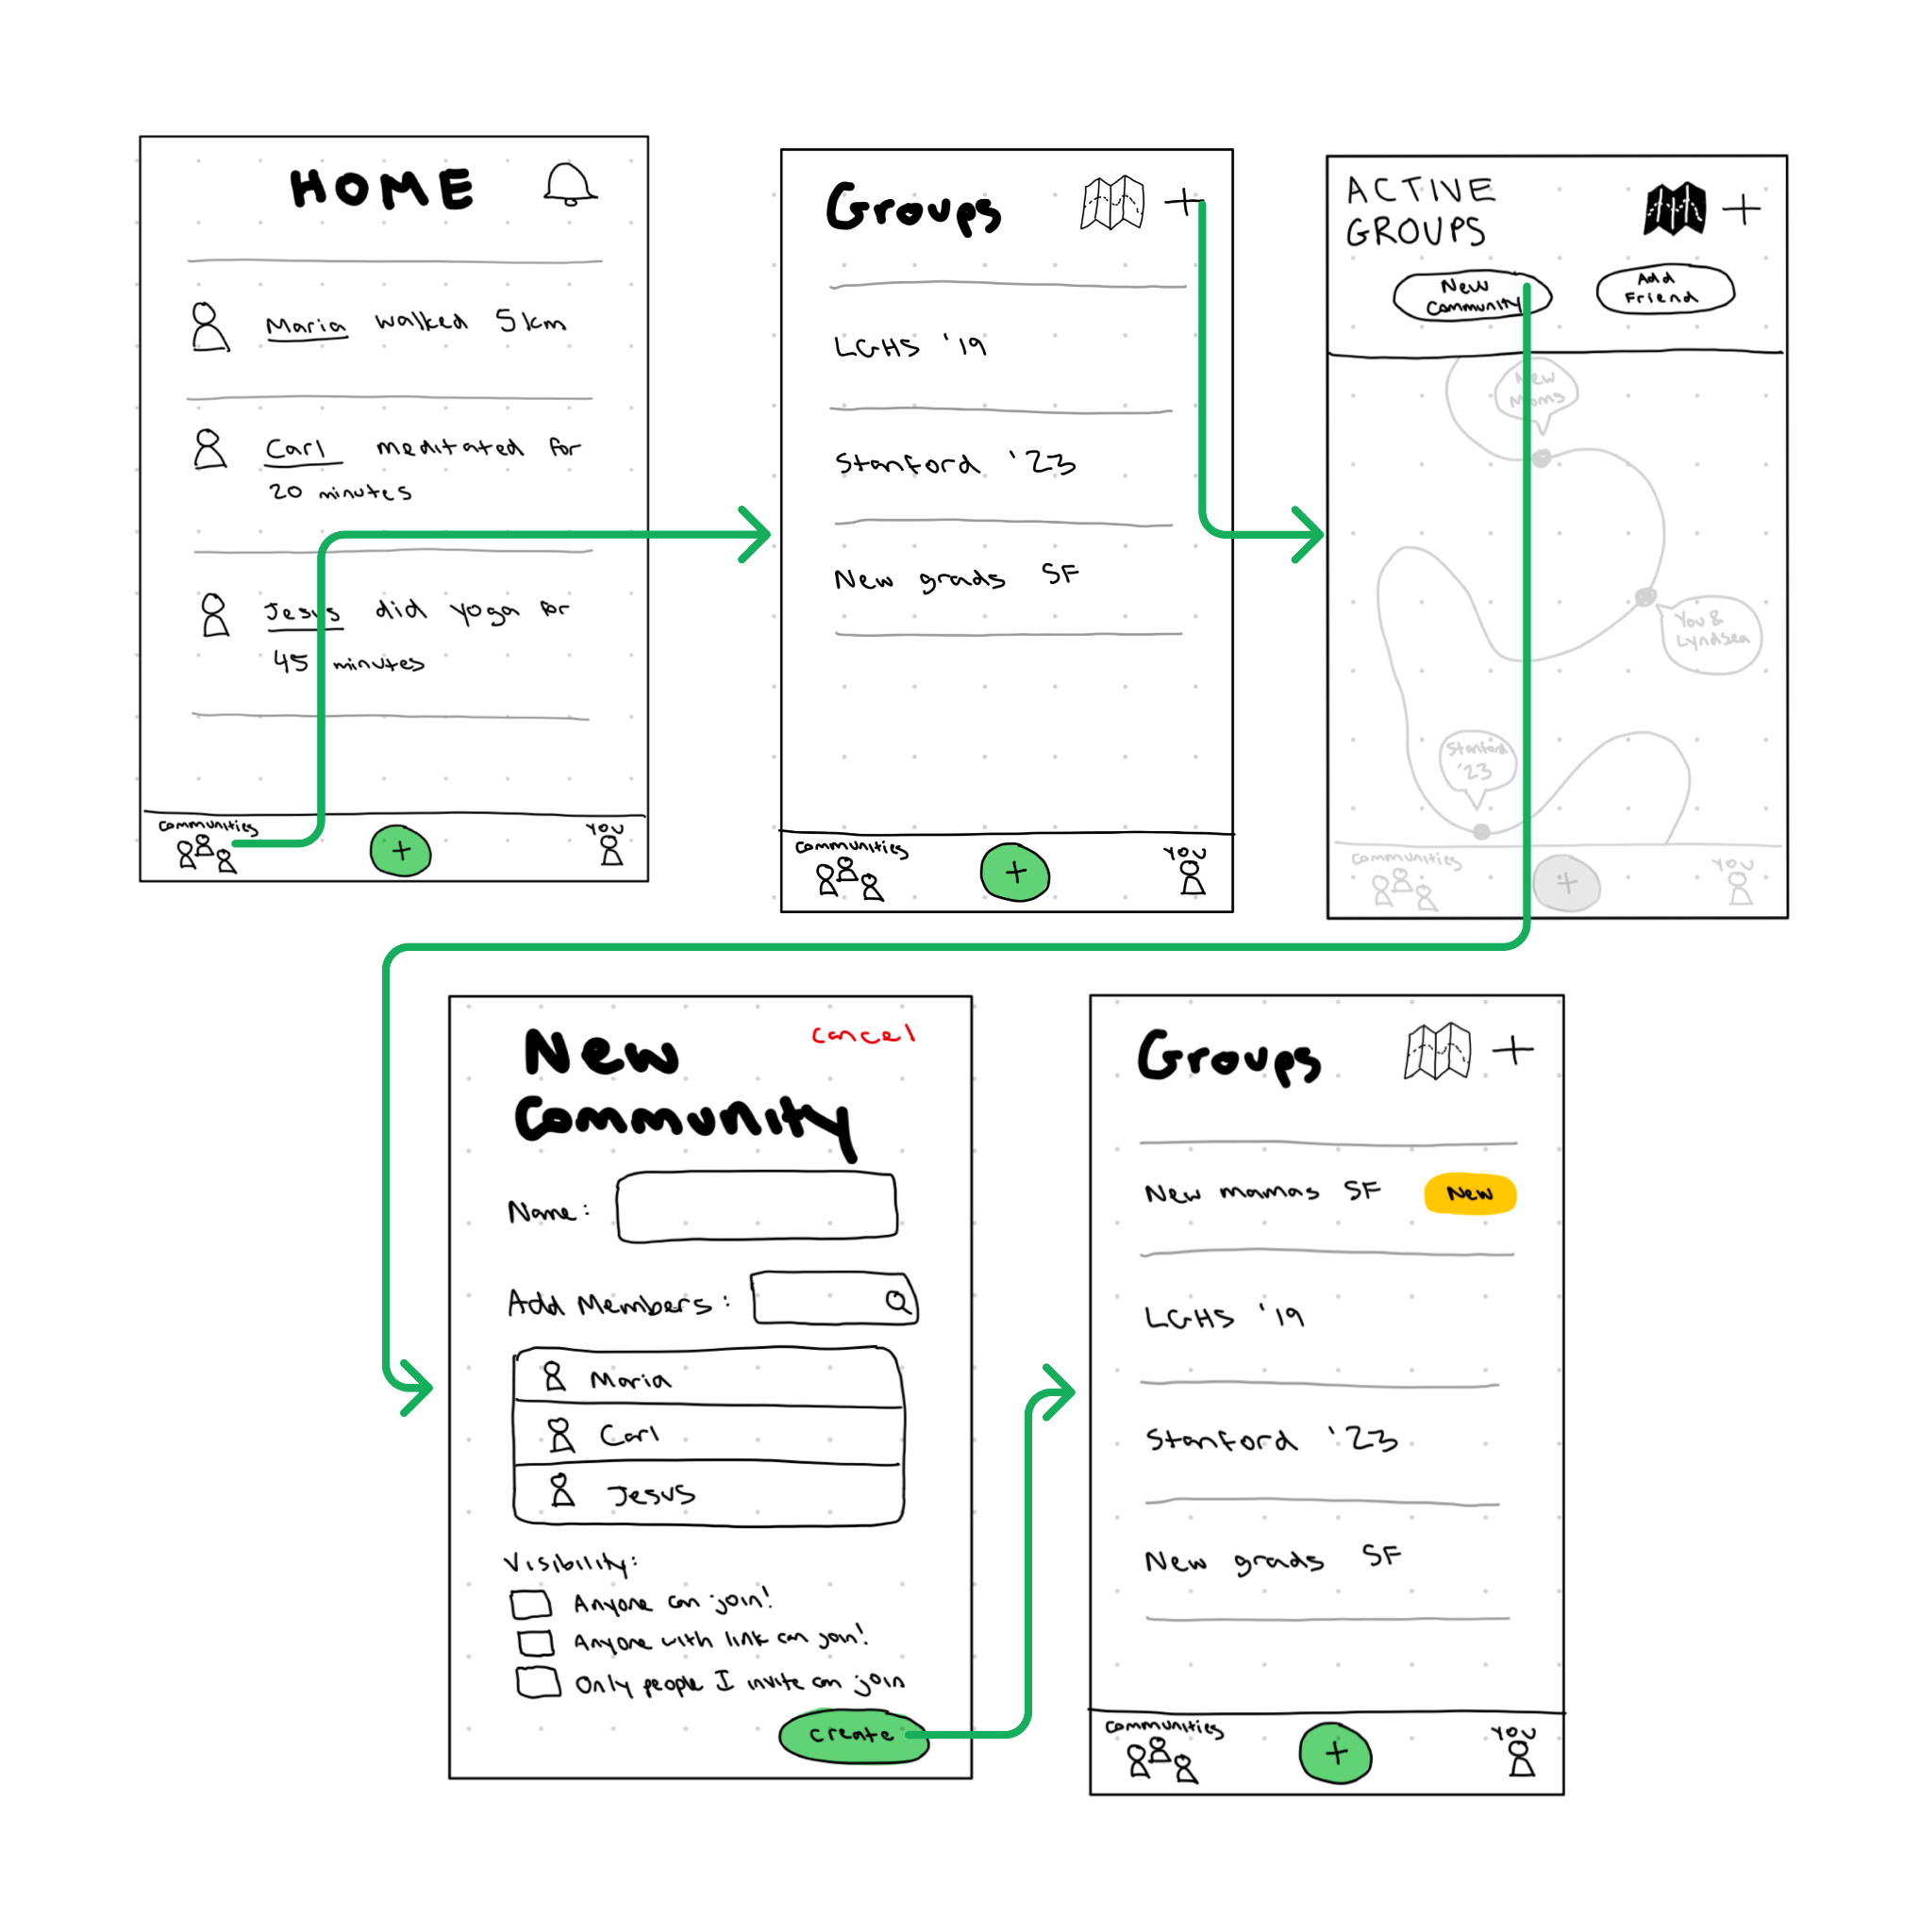 HOME
Maria walked 5km
Carl meditated for
20 minutes
Jesus did yoga for
45 minutes
communities
+
YOU
Groups
+
LGHS '19
Stanford '23
New grads SF
communities
+
YOU
ACTIVE
GROUPS
+
New
Community
Add
Friend
New
Moms
You &
Lyndsea
Stanford
'23
communities
+
YOU
New
Community
cancel
Name:
Add Members:
Maria
Carl
Jesus
Visibility:
Anyone can join!
Anyone with link can join!
Only people I invite can join
create
Groups
+
New mamas SF
New
LGHS '19
Stanford '23
New grads SF
communities
+
YOU